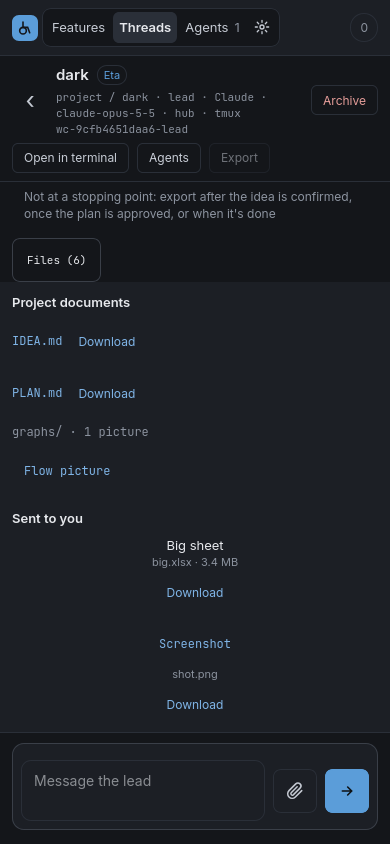 Features Threads Agents 1 0
dark Eta
project / dark · lead · Claude ·
claude-opus-5-5 · hub · tmux
wc-9cfb4651daa6-lead
Archive
Open in terminal Agents Export
Not at a stopping point: export after the idea is confirmed,
once the plan is approved, or when it's done
Files (6)
Project documents
IDEA.md Download
PLAN.md Download
graphs/ · 1 picture
Flow picture
Sent to you
Big sheet
big.xlsx · 3.4 MB
Download
Screenshot
shot.png
Download
Message the lead